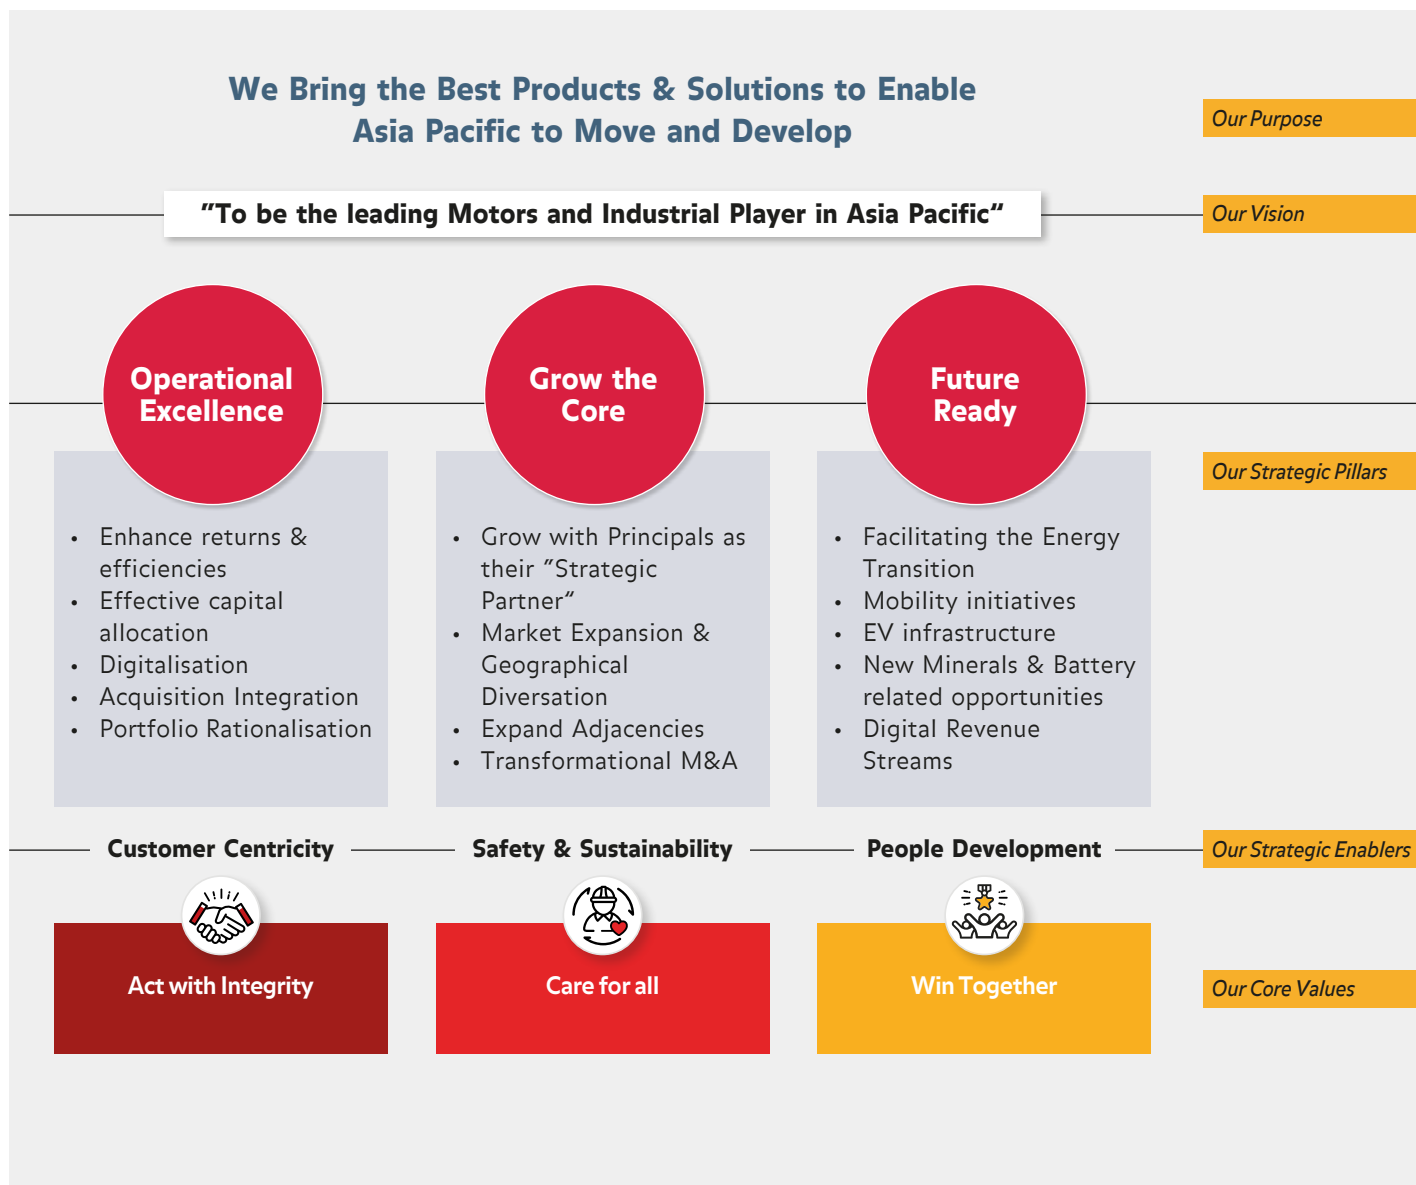 We Bring the Best Products & Solutions to Enable
Asia Pacific to Move and Develop
Our Purpose
"To be the leading Motors and Industrial Player in Asia Pacific“
Our Vision
Operational
Excellence
Grow the
Core
Future
Ready
Our Strategic Pillars
• Enhance returns &
efficiencies
• Effective capital
allocation
• Digitalisation
• Acquisition Integration
• Portfolio Rationalisation
• Grow with Principals as
their "Strategic
Partner“
• Market Expansion &
Geographical
Diversation
• Expand Adjacencies
• Transformational M&A
• Facilitating the Energy
Transition
• Mobility initiatives
• EV infrastructure
• New Minerals & Battery
related opportunities
• Digital Revenue
Streams
Customer Centricity
Safety & Sustainability
People Development
Our Strategic Enablers
Act with Integrity
Care for all
Win Together
Our Core Values